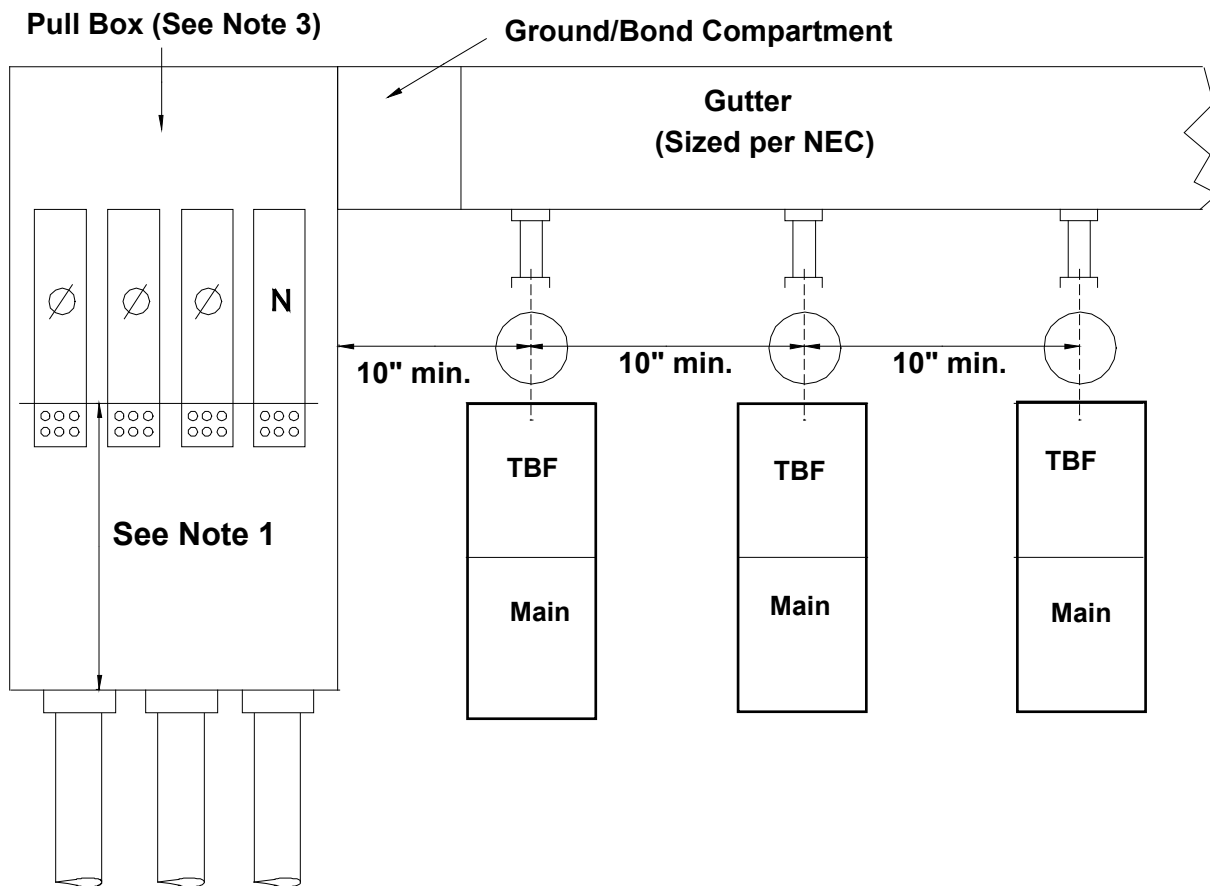 Pull Box (See Note 3)
Ground/Bond Compartment
Gutter
(Sized per NEC)
Ø Ø Ø N
10" min. 10" min. 10" min.
TBF TBF TBF
See Note 1
Main Main Main